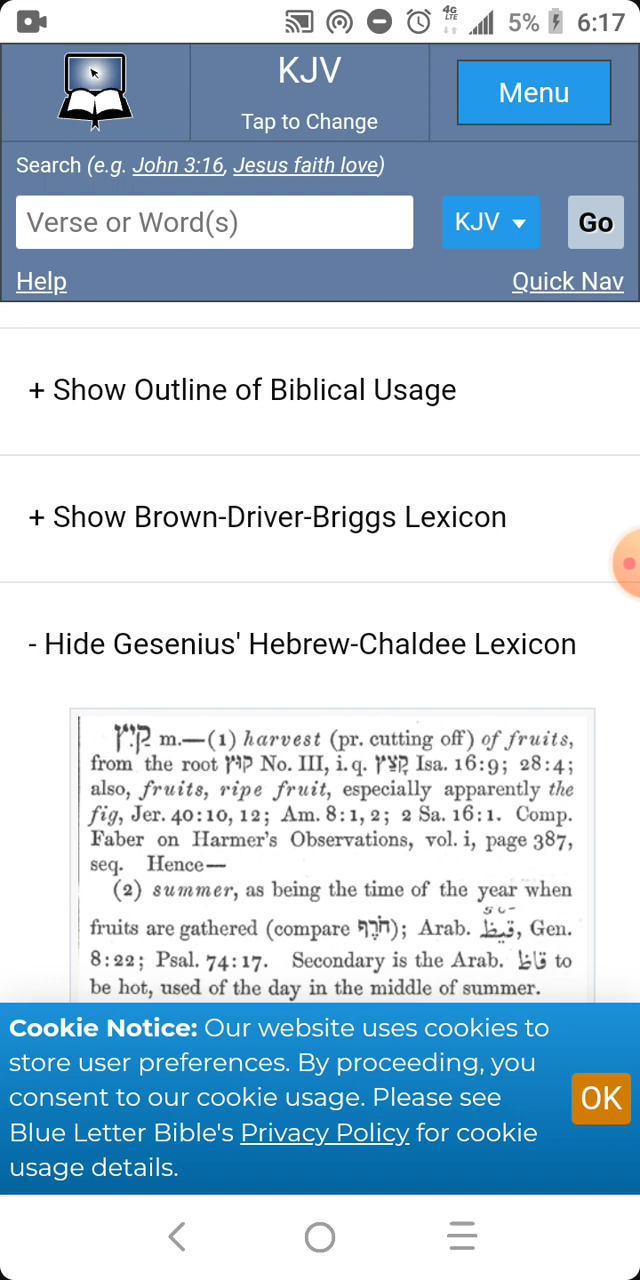 4G
LTE
5% 6:17
KJV
Tap to Change
Menu
Search (e.g. John 3:16, Jesus faith love)
Verse or Word(s)
KJV
Go
Help
Quick Nav
+ Show Outline of Biblical Usage
+ Show Brown-Driver-Briggs Lexicon
- Hide Gesenius' Hebrew-Chaldee Lexicon
קַיִץ m.—(1) harvest (pr. cutting off) of fruits,
from the root קוּץ No. III, i. q. קָצִיר Isa. 16:9; 28:4;
also, fruits, ripe fruit, especially apparently the
fig, Jer. 40:10, 12; Am. 8:1, 2; 2 Sa. 16:1. Comp.
Faber on Harmer's Observations, vol. i, page 387,
seq. Hence—
(2) summer, as being the time of the year when
fruits are gathered (compare חֹרֶף); Arab. قيظ, Gen.
8:22; Psal. 74:17. Secondary is the Arab. قاظ to
be hot, used of the day in the middle of summer.
Cookie Notice: Our website uses cookies to
store user preferences. By proceeding, you
consent to our cookie usage. Please see
Blue Letter Bible's Privacy Policy for cookie
usage details.
OK